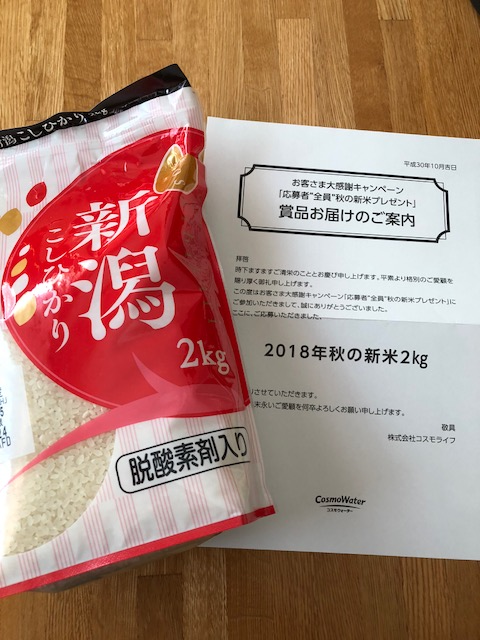 潟こしひかり 2kg
新潟
こしひかり
2kg
脱酸素剤入り
平成30年10月吉日
お客さま大感謝キャンペーン
「応募者“全員”秋の新米プレゼント」
賞品お届けのご案内
拝啓
時下ますますご清栄のこととお慶び申し上げます。平素より格別のご愛顧を
賜り厚く御礼申し上げます。
この度はお客さま大感謝キャンペーン「応募者“全員”秋の新米プレゼント」に
ご参加いただきまして、誠にありがとうございました。
ここに、ご応募いただきました。
2018年秋の新米2kg
させていただきます。
末永いご愛顧を何卒よろしくお願い申し上げます。
敬具
株式会社コスモライフ
CosmoWater
コスモウォーター